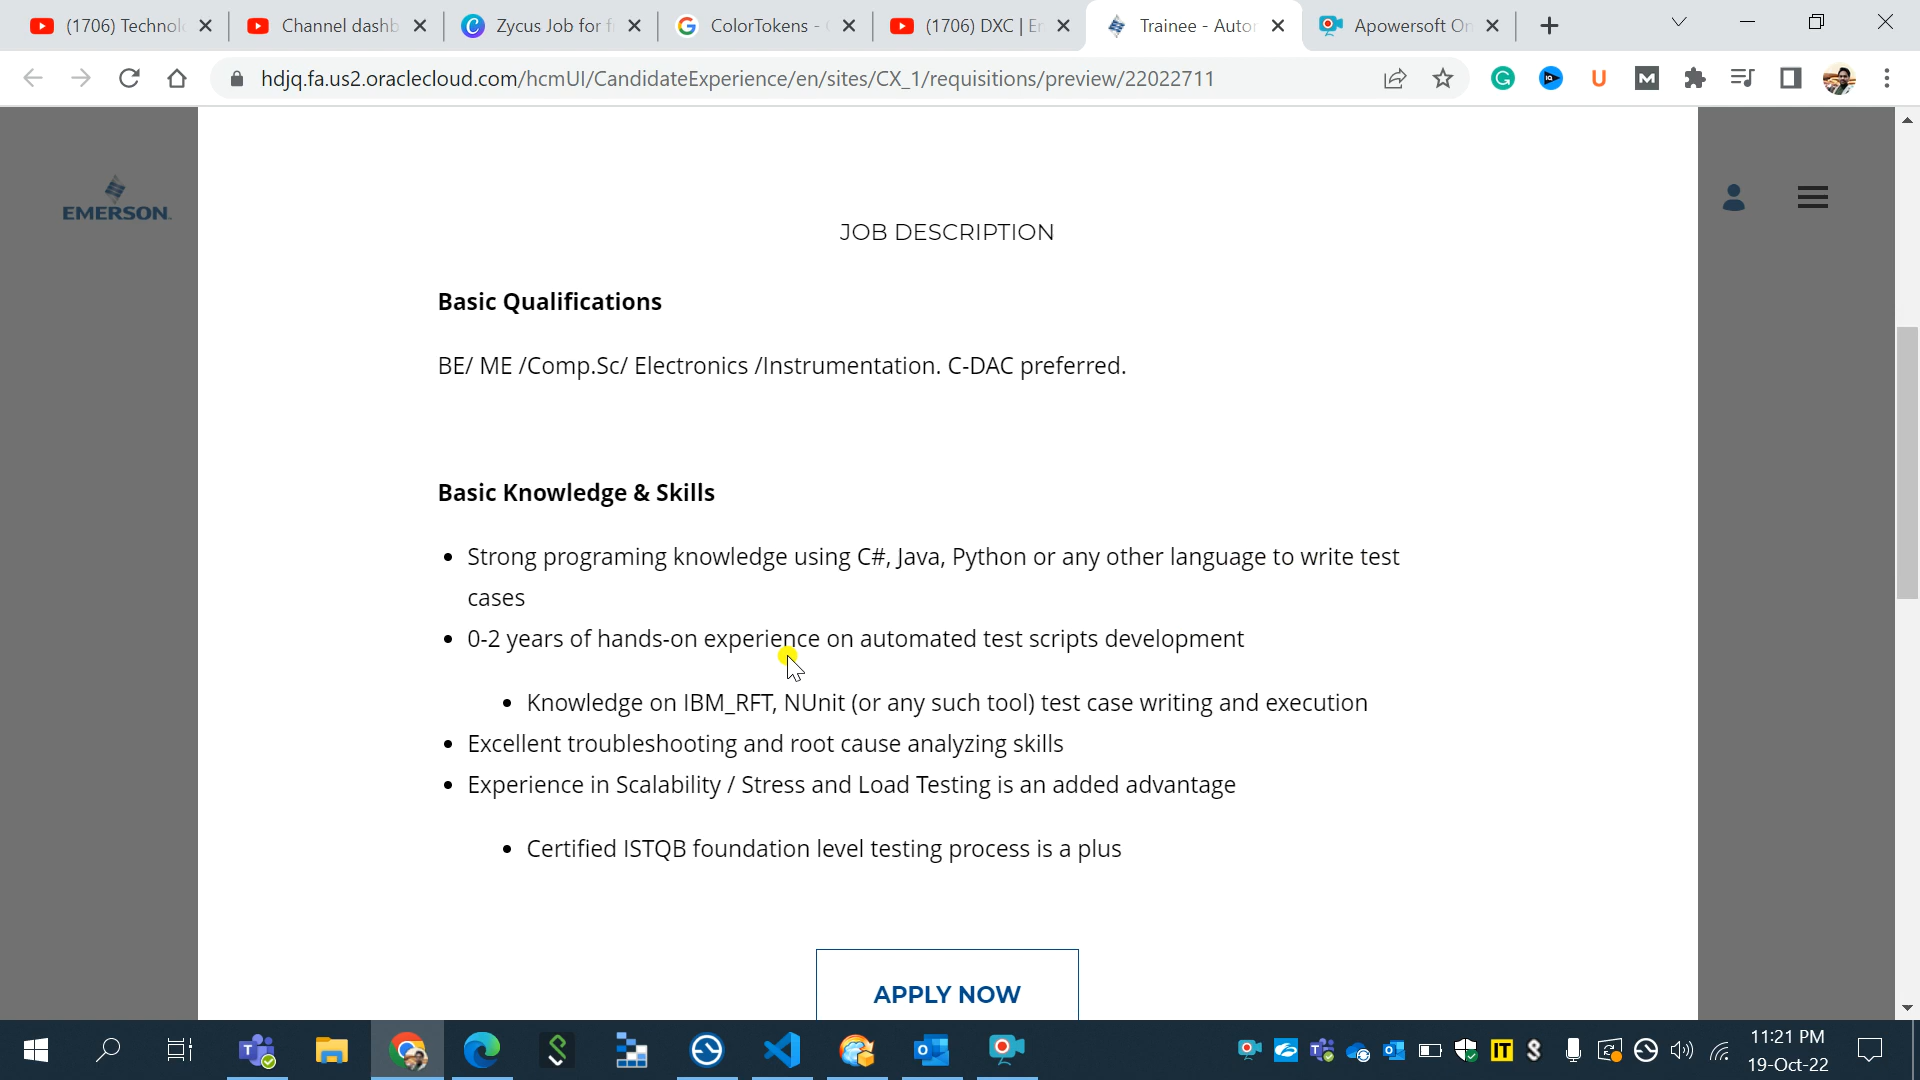 (1706) Technol
Channel dashb
Zycus Job for f
ColorTokens -
(1706) DXC | E
Trainee - Auto
Apowersoft On
hdjq.fa.us2.oraclecloud.com/hcmUI/CandidateExperience/en/sites/CX_1/requisitions/preview/22022711
EMERSON.
JOB DESCRIPTION
Basic Qualifications
BE/ ME /Comp.Sc/ Electronics /Instrumentation. C-DAC preferred.
Basic Knowledge & Skills
• Strong programing knowledge using C#, Java, Python or any other language to write test
cases
• 0-2 years of hands-on experience on automated test scripts development
• Knowledge on IBM_RFT, NUnit (or any such tool) test case writing and execution
• Excellent troubleshooting and root cause analyzing skills
• Experience in Scalability / Stress and Load Testing is an added advantage
• Certified ISTQB foundation level testing process is a plus
APPLY NOW
11:21 PM
19-Oct-22